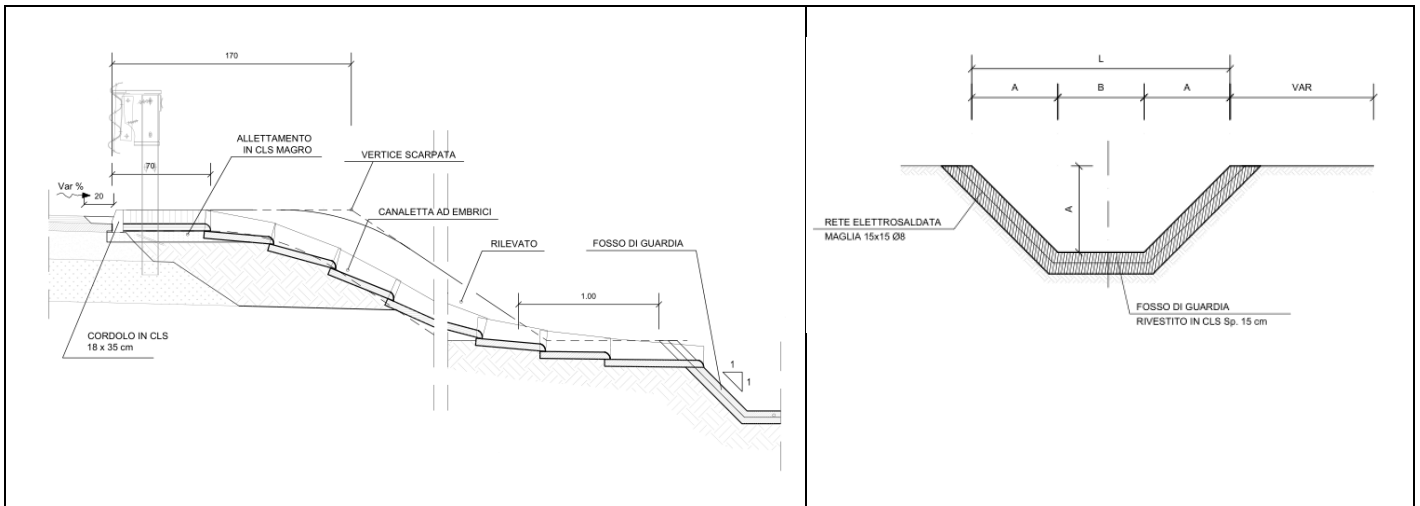 170
ALLETTAMENTO
IN CLS MAGRO
70
VERTICE SCARPATA
Var %
20
CANALETTA AD EMBRICI
RILEVATO
FOSSO DI GUARDIA
1.00
CORDOLO IN CLS
18 x 35 cm
1
1
L
A
B
A
VAR
A
RETE ELETTROSALDATA
MAGLIA 15x15 Ø8
FOSSO DI GUARDIA
RIVESTITO IN CLS Sp. 15 cm